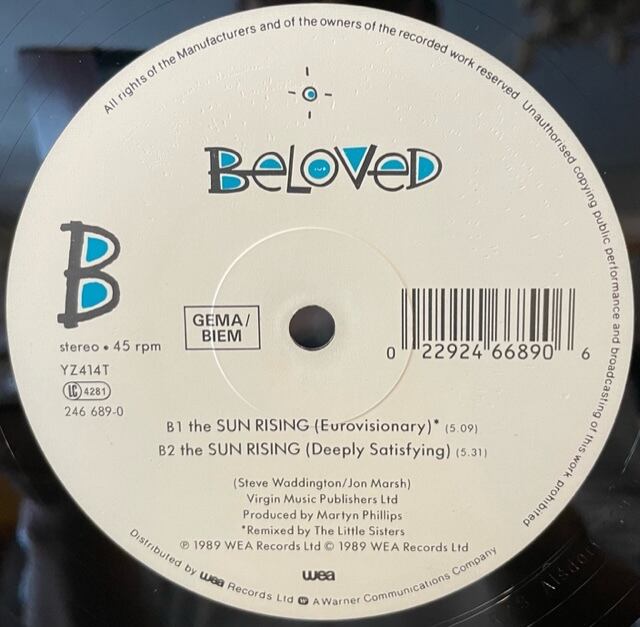 All rights of the Manufacturers and of the owners of the recorded work reserved. Unauthorised copying public performance and broadcasting of this work prohibited
BELOVED
B
GEMA/
BIEM
stereo • 45 rpm
YZ414T
LC 4281
246 689-0
0 22924 66890 6
B1 the SUN RISING (Eurovisionary)* (5.09)
B2 the SUN RISING (Deeply Satisfying) (5.31)
(Steve Waddington/Jon Marsh)
Virgin Music Publishers Ltd
Produced by Martyn Phillips
*Remixed by The Little Sisters
℗ 1989 WEA Records Ltd © 1989 WEA Records Ltd
wea
Distributed by wea Records Ltd A Warner Communications Company